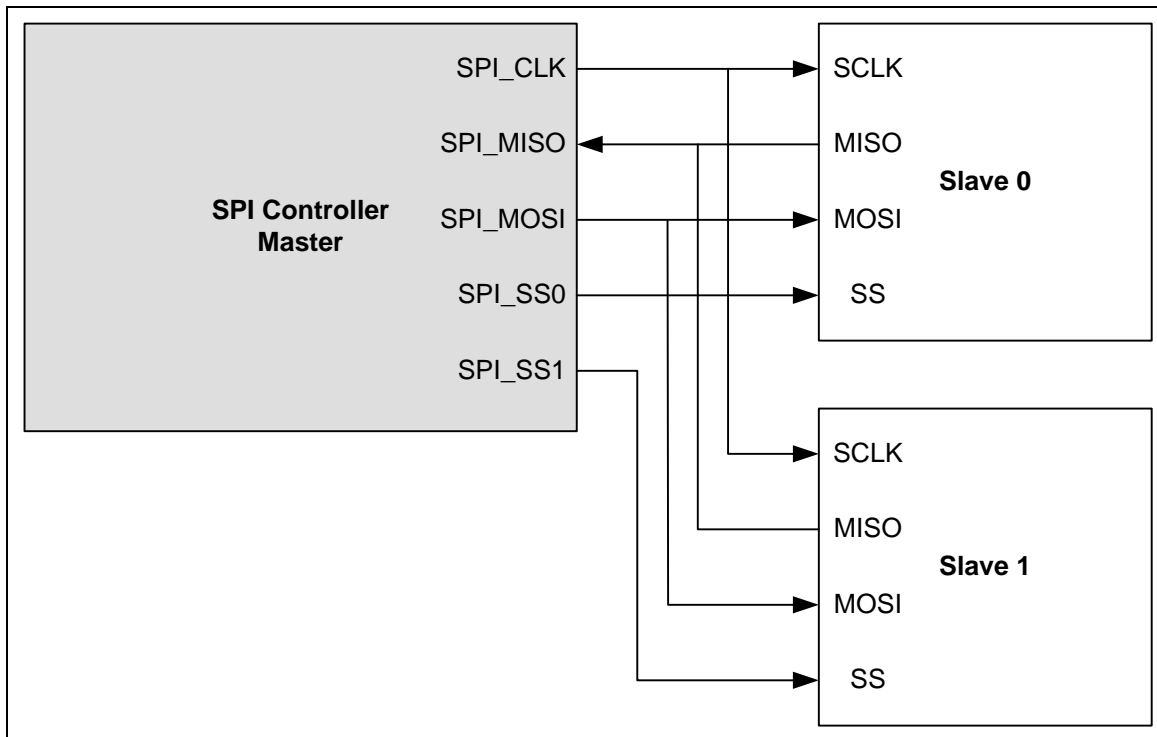 SPI_CLK
SPI_MISO
SPI_MOSI
SPI_SS0
SPI_SS1
SPI Controller
Master
SCLK
MISO
MOSI
SS
Slave 0
SCLK
MISO
MOSI
SS
Slave 1